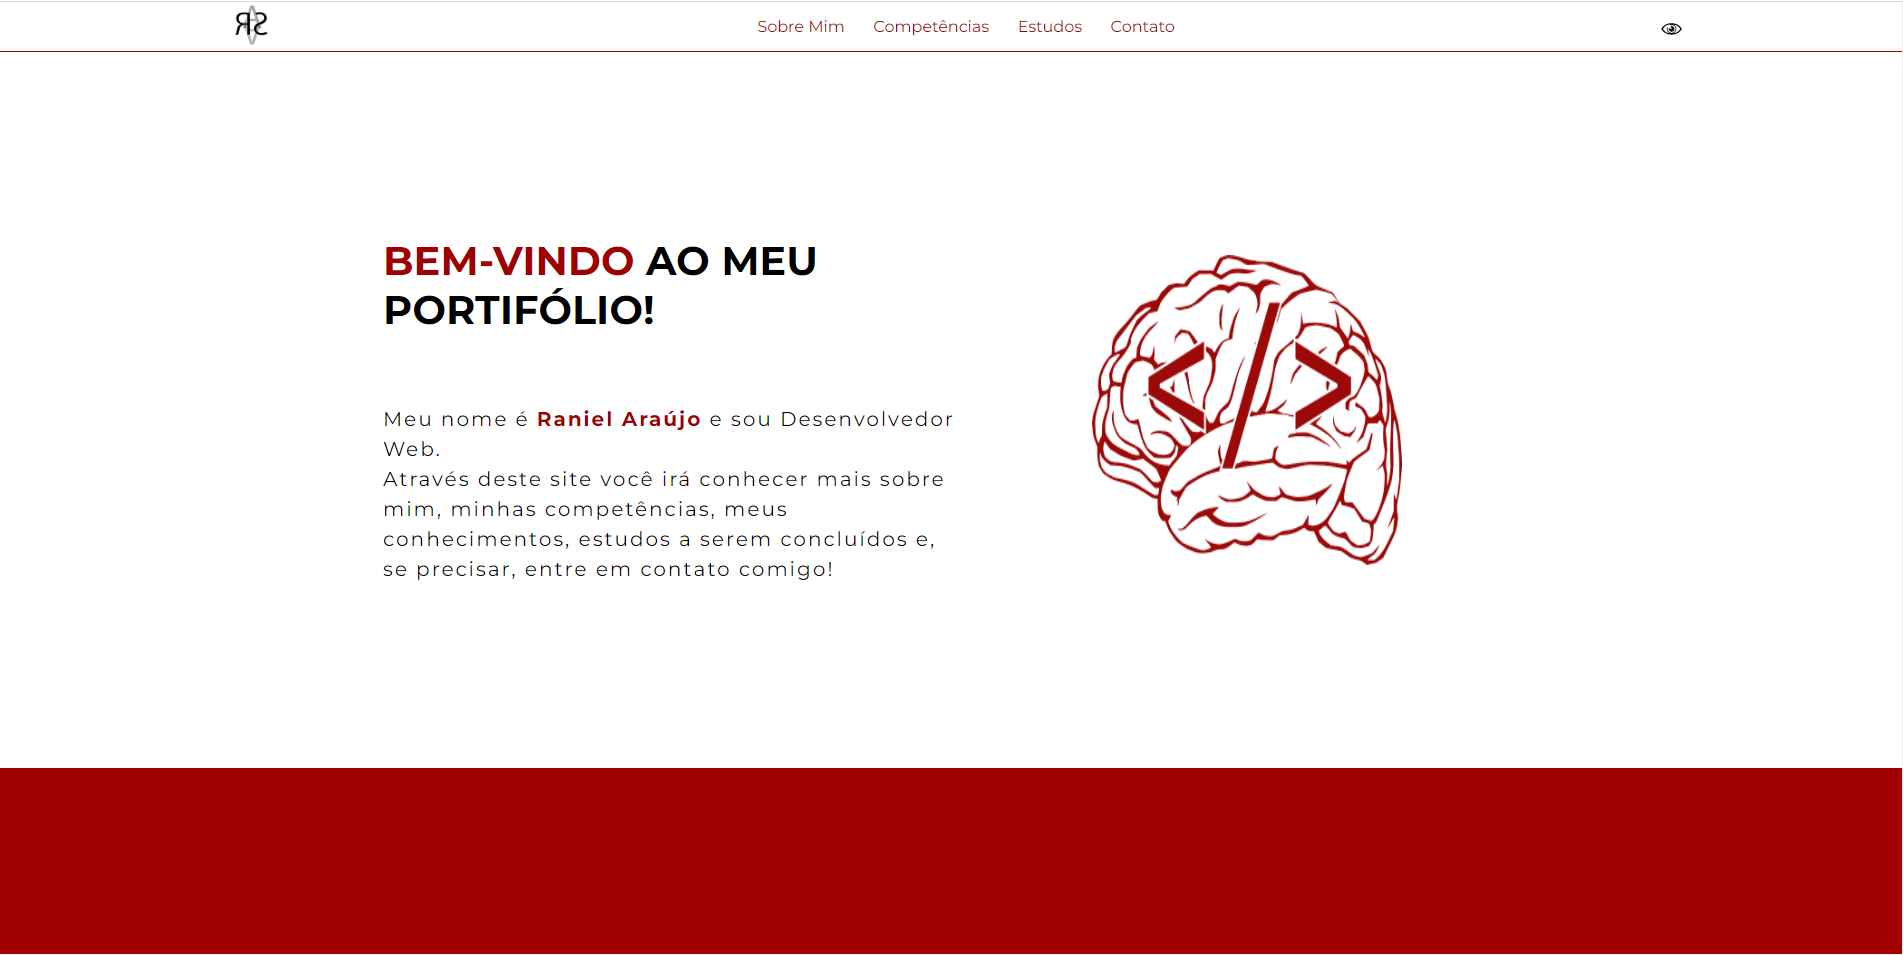 Sobre Mim Competências Estudos Contato
BEM-VINDO AO MEU
PORTIFÓLIO!
Meu nome é Raniel Araújo e sou Desenvolvedor
Web.
Através deste site você irá conhecer mais sobre
mim, minhas competências, meus
conhecimentos, estudos a serem concluídos e,
se precisar, entre em contato comigo!